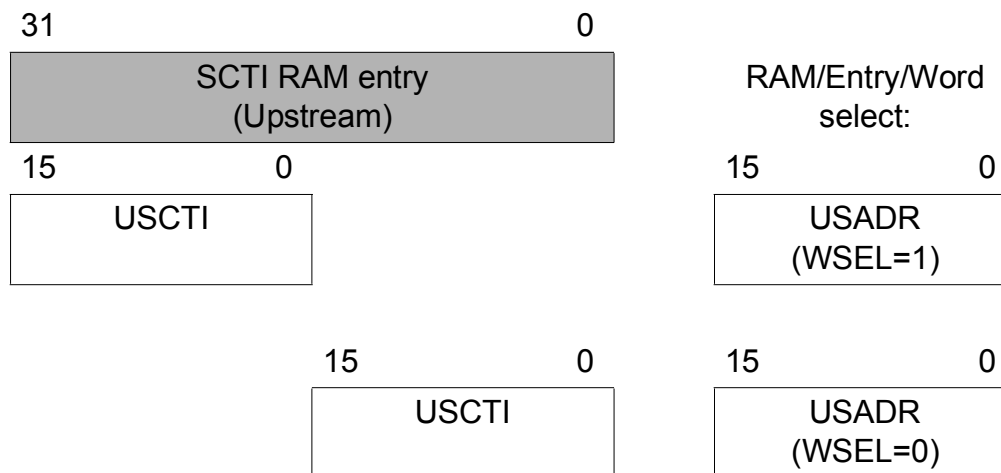 31 0
SCTI RAM entry
(Upstream)
RAM/Entry/Word
select:
15 0
15 0
USCTI
USADR
(WSEL=1)
15 0
15 0
USCTI
USADR
(WSEL=0)